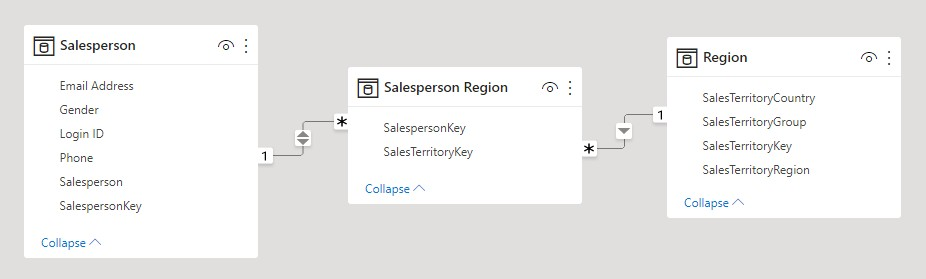 Salesperson
Email Address
Gender
Login ID
Phone
Salesperson
SalespersonKey
Collapse
1
*
Salesperson Region
SalespersonKey
SalesTerritoryKey
Collapse
*
1
Region
SalesTerritoryCountry
SalesTerritoryGroup
SalesTerritoryKey
SalesTerritoryRegion
Collapse